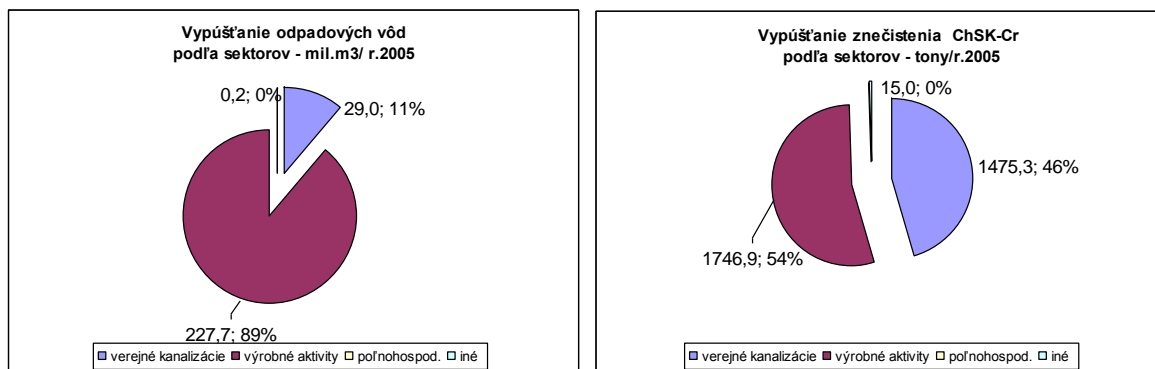 Vypúšťanie odpadových vôd
podľa sektorov - mil.m3/ r.2005
0,2; 0%
29,0; 11%
227,7; 89%
verejné kanalizácie výrobné aktivity poľnohospod. iné
Vypúšťanie znečistenia ChSK-Cr
podľa sektorov - tony/r.2005
15,0; 0%
1475,3; 46%
1746,9; 54%
verejné kanalizácie výrobné aktivity poľnohospod. iné